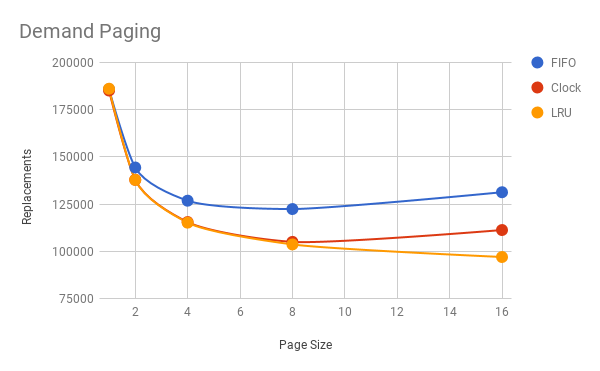 Demand Paging
FIFO
Clock
LRU
Replacements
200000
175000
150000
125000
100000
75000
2 4 6 8 10 12 14 16
Page Size